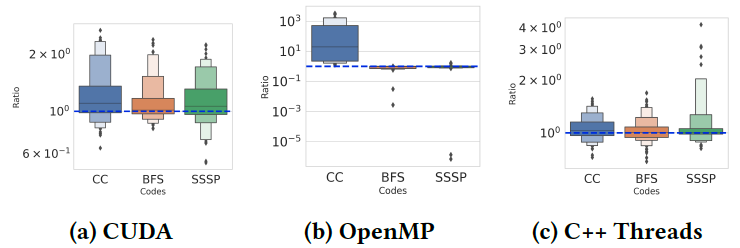 2 × 10⁰
10⁰
6 × 10⁻¹
Ratio
CC BFS SSSP
Codes
(a) CUDA
10³
10¹
10⁻¹
10⁻³
10⁻⁵
Ratio
CC BFS SSSP
Codes
(b) OpenMP
4 × 10⁰
3 × 10⁰
2 × 10⁰
10⁰
Ratio
CC BFS SSSP
Codes
(c) C++ Threads